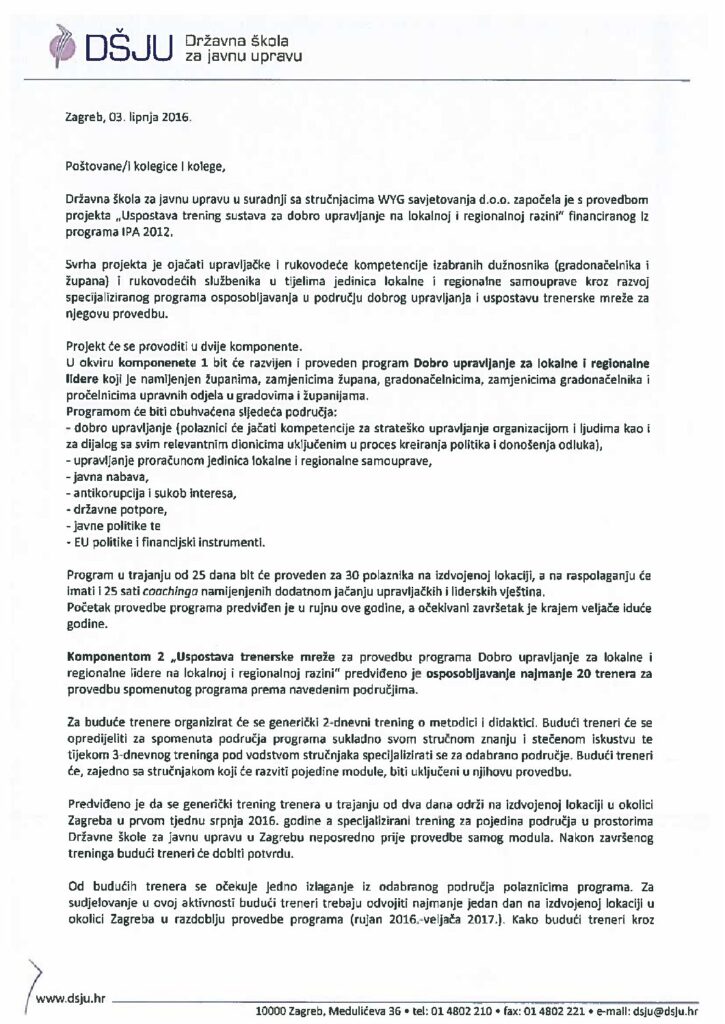 DŠJU Državna škola
za javnu upravu
Zagreb, 03. lipnja 2016.
Poštovane/i kolegice i kolege,
Državna škola za javnu upravu u suradnji sa stručnjacima WYG savjetovanja d.o.o. započela je s provedbom
projekta „Uspostava trening sustava za dobro upravljanje na lokalnoj i regionalnoj razini" financiranog iz
programa IPA 2012.
Svrha projekta je ojačati upravljačke i rukovodeće kompetencije izabranih dužnosnika (gradonačelnika i
župana) i rukovodećih službenika u tijelima jedinica lokalne i regionalne samouprave kroz razvoj
specijaliziranog programa osposobljavanja u području dobrog upravljanja i uspostavu trenerske mreže za
njegovu provedbu.
Projekt će se provoditi u dvije komponente.
U okviru komponenete 1 bit će razvijen i proveden program Dobro upravljanje za lokalne i regionalne
lidere koji je namijenjen županima, zamjenicima župana, gradonačelnicima, zamjenicima gradonačelnika i
pročelnicima upravnih odjela u gradovima i županijama.
Programom će biti obuhvaćena sljedeća područja:
- dobro upravljanje (polaznici će jačati kompetencije za strateško upravljanje organizacijom i ljudima kao i
za dijalog sa svim relevantnim dionicima uključenim u proces kreiranja politika i donošenja odluka),
- upravljanje proračunom jedinica lokalne i regionalne samouprave,
- javna nabava,
- antikorupcija i sukob interesa,
- državne potpore,
- javne politike te
- EU politike i financijski instrumenti.
Program u trajanju od 25 dana bit će proveden za 30 polaznika na izdvojenoj lokaciji, a na raspolaganju će
imati i 25 sati coachinga namijenjenih dodatnom jačanju upravljačkih i liderskih vještina.
Početak provedbe programa predviđen je u rujnu ove godine, a očekivani završetak je krajem veljače iduće
godine.
Komponentom 2 „Uspostava trenerske mreže za provedbu programa Dobro upravljanje za lokalne i
regionalne lidere na lokalnoj i regionalnoj razini" predviđeno je osposobljavanje najmanje 20 trenera za
provedbu spomenutog programa prema navedenim područjima.
Za buduće trenere organizirat će se generički 2-dnevni trening o metodici i didaktici. Budući treneri će se
opredijeliti za spomenuta područja programa sukladno svom stručnom znanju i stečenom iskustvu te
tijekom 3-dnevnog treninga pod vodstvom stručnjaka specijalizirati se za odabrano područje. Budući treneri
će, zajedno sa stručnjakom koji će razviti pojedine module, biti uključeni u njihovu provedbu.
Predviđeno je da se generički trening trenera u trajanju od dva dana održi na izdvojenoj lokaciji u okolici
Zagreba u prvom tjednu srpnja 2016. godine a specijalizirani trening za pojedina područja u prostorima
Državne škole za javnu upravu u Zagrebu neposredno prije provedbe samog modula. Nakon završenog
treninga budući treneri će dobiti potvrdu.
Od budućih trenera se očekuje jedno izlaganje iz odabranog područja polaznicima programa. Za
sudjelovanje u ovoj aktivnosti budući treneri trebaju odvojiti najmanje jedan dan na izdvojenoj lokaciji u
okolici Zagreba u razdoblju provedbe programa (rujan 2016.-veljača 2017.). Kako budući treneri kroz
www.dsju.hr
10000 Zagreb, Medulićeva 36 • tel: 01 4802 210 • fax: 01 4802 221 • e-mail: dsju@dsju.hr